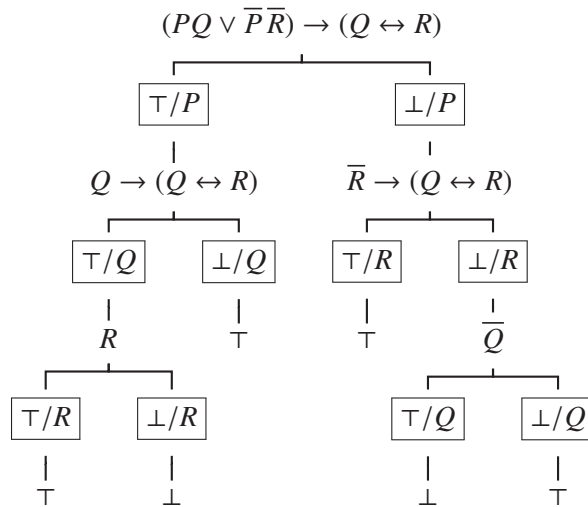 (PQ ∨ P̅ R̅) → (Q ↔ R)
⊤/P ⊥/P
Q → (Q ↔ R) R̅ → (Q ↔ R)
⊤/Q ⊥/Q ⊤/R ⊥/R
R ⊤ ⊤ Q̅
⊤/R ⊥/R ⊤/Q ⊥/Q
⊤ ⊥ ⊥ ⊤